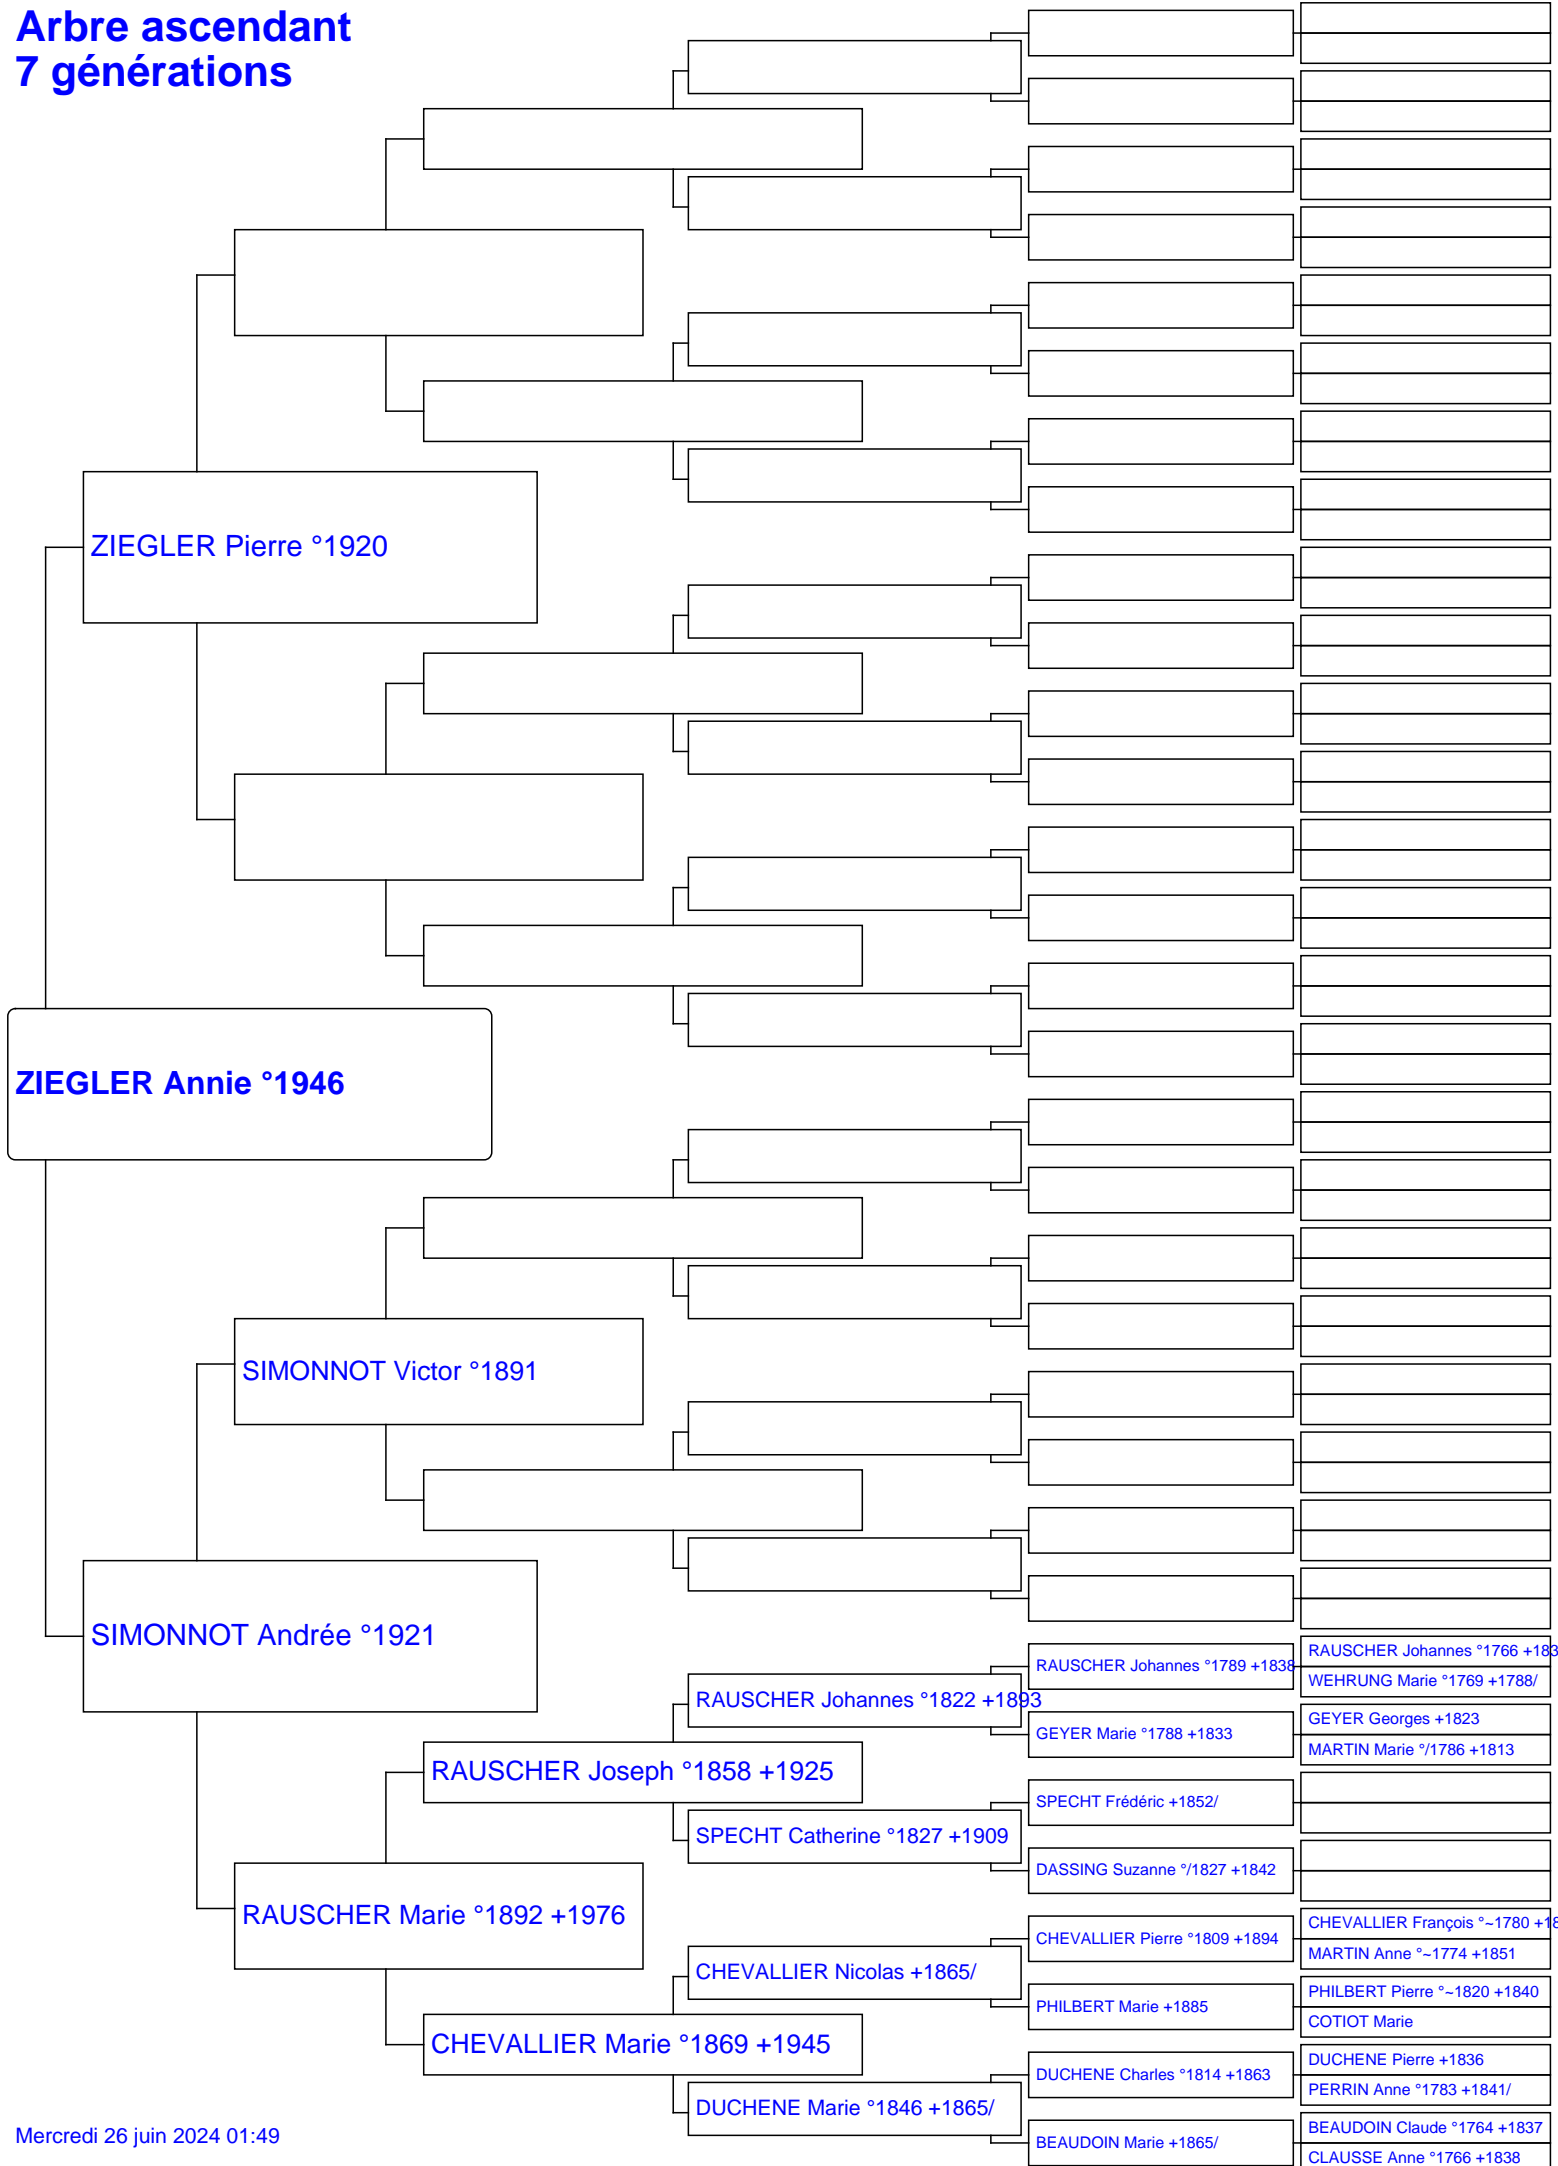 Arbre ascendant
7 générations
ZIEGLER Pierre °1920
ZIEGLER Annie °1946
SIMONNOT Victor °1891
SIMONNOT Andrée °1921
RAUSCHER Johannes °1766 +183
RAUSCHER Johannes °1789 +1838
WEHRUNG Marie °1769 +1788/
RAUSCHER Johannes °1822 +1893
GEYER Georges +1823
GEYER Marie °1788 +1833
MARTIN Marie °/1786 +1813
RAUSCHER Joseph °1858 +1925
SPECHT Frédéric +1852/
SPECHT Catherine °1827 +1909
DASSING Suzanne °/1827 +1842
RAUSCHER Marie °1892 +1976
CHEVALLIER François °~1780 +18
CHEVALLIER Pierre °1809 +1894
MARTIN Anne °~1774 +1851
CHEVALLIER Nicolas +1865/
PHILBERT Pierre °~1820 +1840
PHILBERT Marie +1885
COTIOT Marie
CHEVALLIER Marie °1869 +1945
DUCHENE Pierre +1836
DUCHENE Charles °1814 +1863
PERRIN Anne °1783 +1841/
DUCHENE Marie °1846 +1865/
BEAUDOIN Claude °1764 +1837
BEAUDOIN Marie +1865/
CLAUSSE Anne °1766 +1838
Mercredi 26 juin 2024 01:49